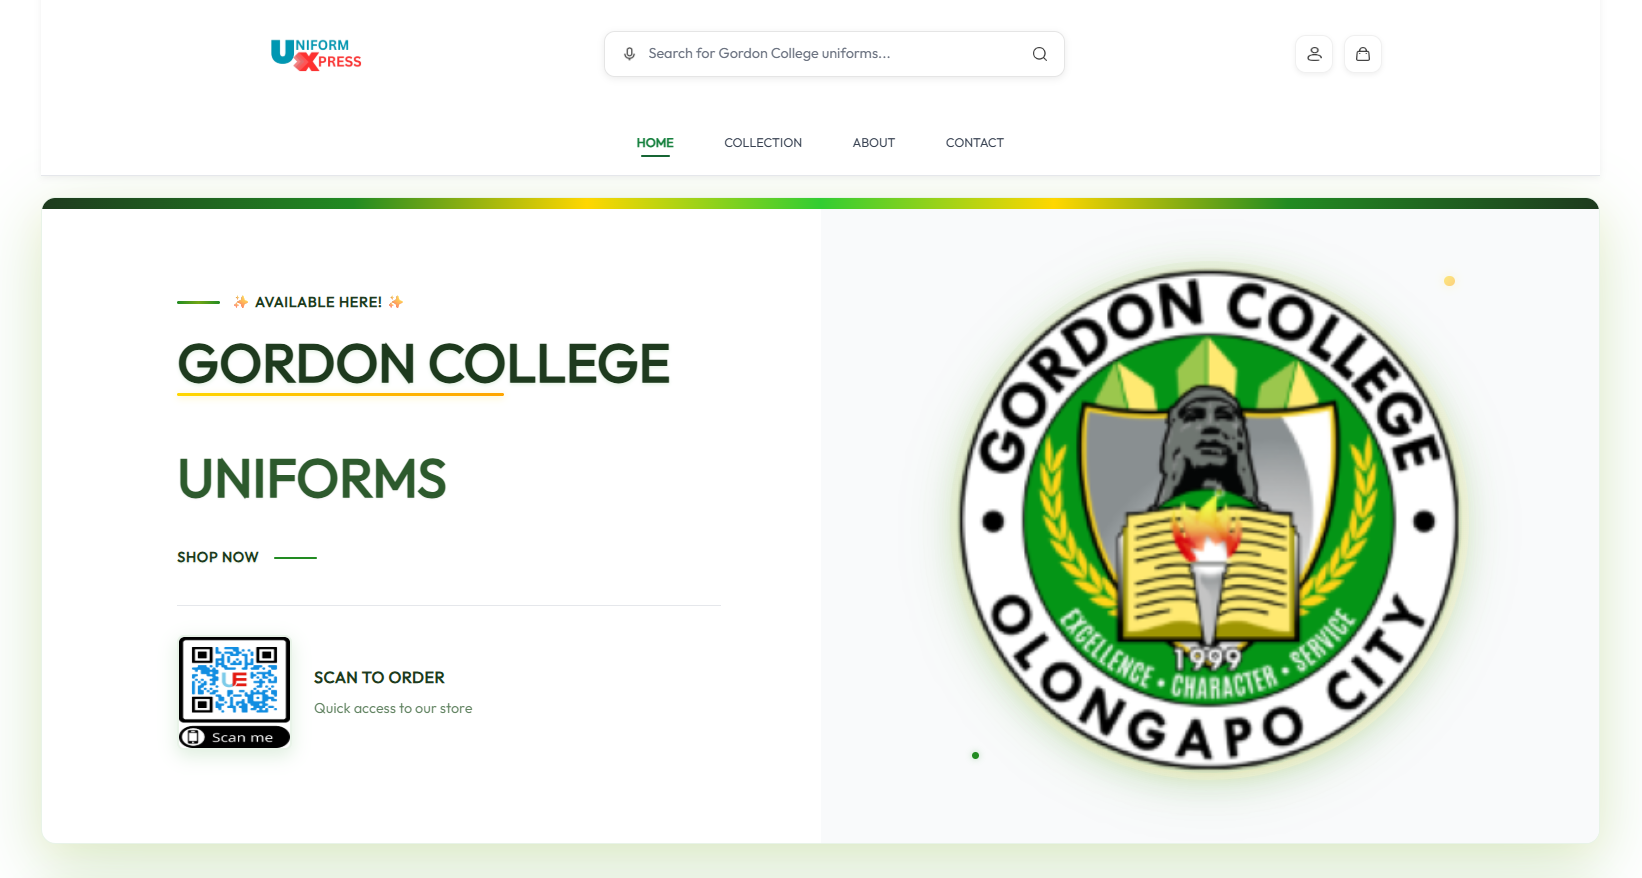 UNIFORM
XPRESS
Search for Gordon College uniforms...
HOME
COLLECTION
ABOUT
CONTACT
✨ AVAILABLE HERE! ✨
GORDON COLLEGE
UNIFORMS
SHOP NOW
UE
Scan me
SCAN TO ORDER
Quick access to our store
GORDON COLLEGE
1999
EXCELLENCE • CHARACTER • SERVICE
OLONGAPO CITY